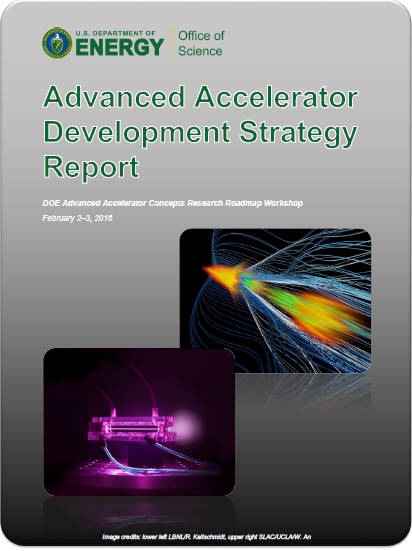 U.S. DEPARTMENT OF
ENERGY
Office of
Science
Advanced Accelerator
Development Strategy
Report
DOE Advanced Accelerator Concepts Research Roadmap Workshop
February 2–3, 2016
Image credits: lower left LBNL/R. Kaltschmidt, upper right SLAC/UCLA/W. An